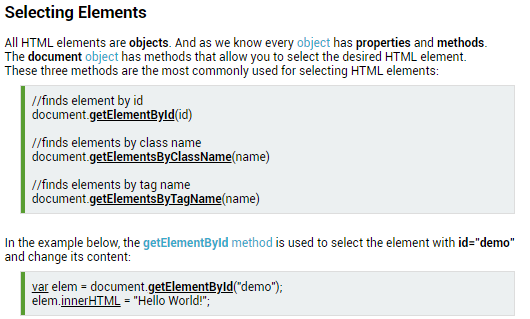 Selecting Elements
All HTML elements are objects. And as we know every object has properties and methods.
The document object has methods that allow you to select the desired HTML element.
These three methods are the most commonly used for selecting HTML elements:
//finds element by id
document.getElementById(id)
//finds elements by class name
document.getElementsByClassName(name)
//finds elements by tag name
document.getElementsByTagName(name)
In the example below, the getElementById method is used to select the element with id="demo"
and change its content:
var elem = document.getElementById("demo");
elem.innerHTML = "Hello World!";